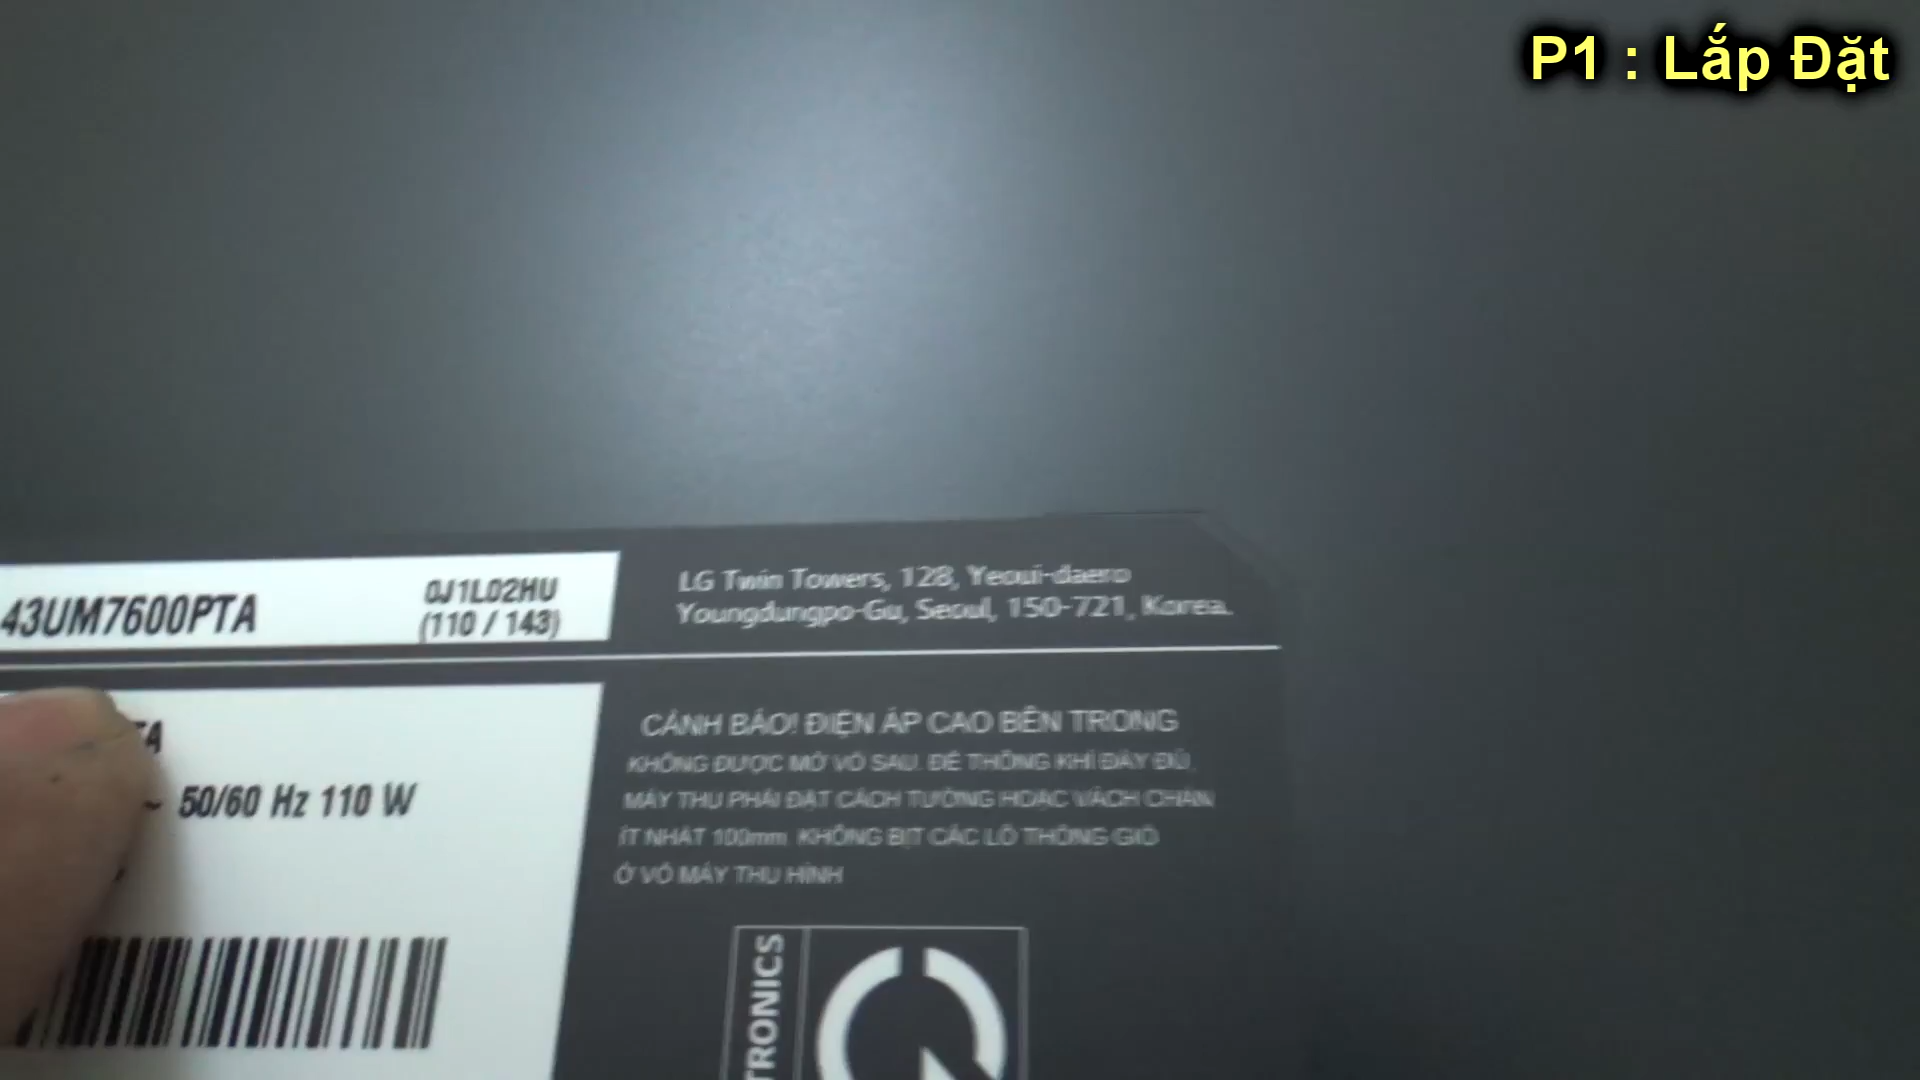 P1 : Lắp Đặt
43UM7600PTA
0J1L02HU
(110 / 143)
LG Twin Towers, 128, Yeoui-daero
Youngdungpo-Gu, Seoul, 150-721, Korea.
TA
~ 50/60 Hz 110 W
CẢNH BÁO! ĐIỆN ÁP CAO BÊN TRONG
KHÔNG ĐƯỢC MỞ VỎ SAU. ĐỂ THÔNG KHÍ ĐẦY ĐỦ,
MÁY THU PHẢI ĐẶT CÁCH TƯỜNG HOẶC VÁCH CHẮN
ÍT NHẤT 100mm. KHÔNG BỊT CÁC LỖ THÔNG GIÓ
Ở VỎ MÁY THU HÌNH
TRONICS